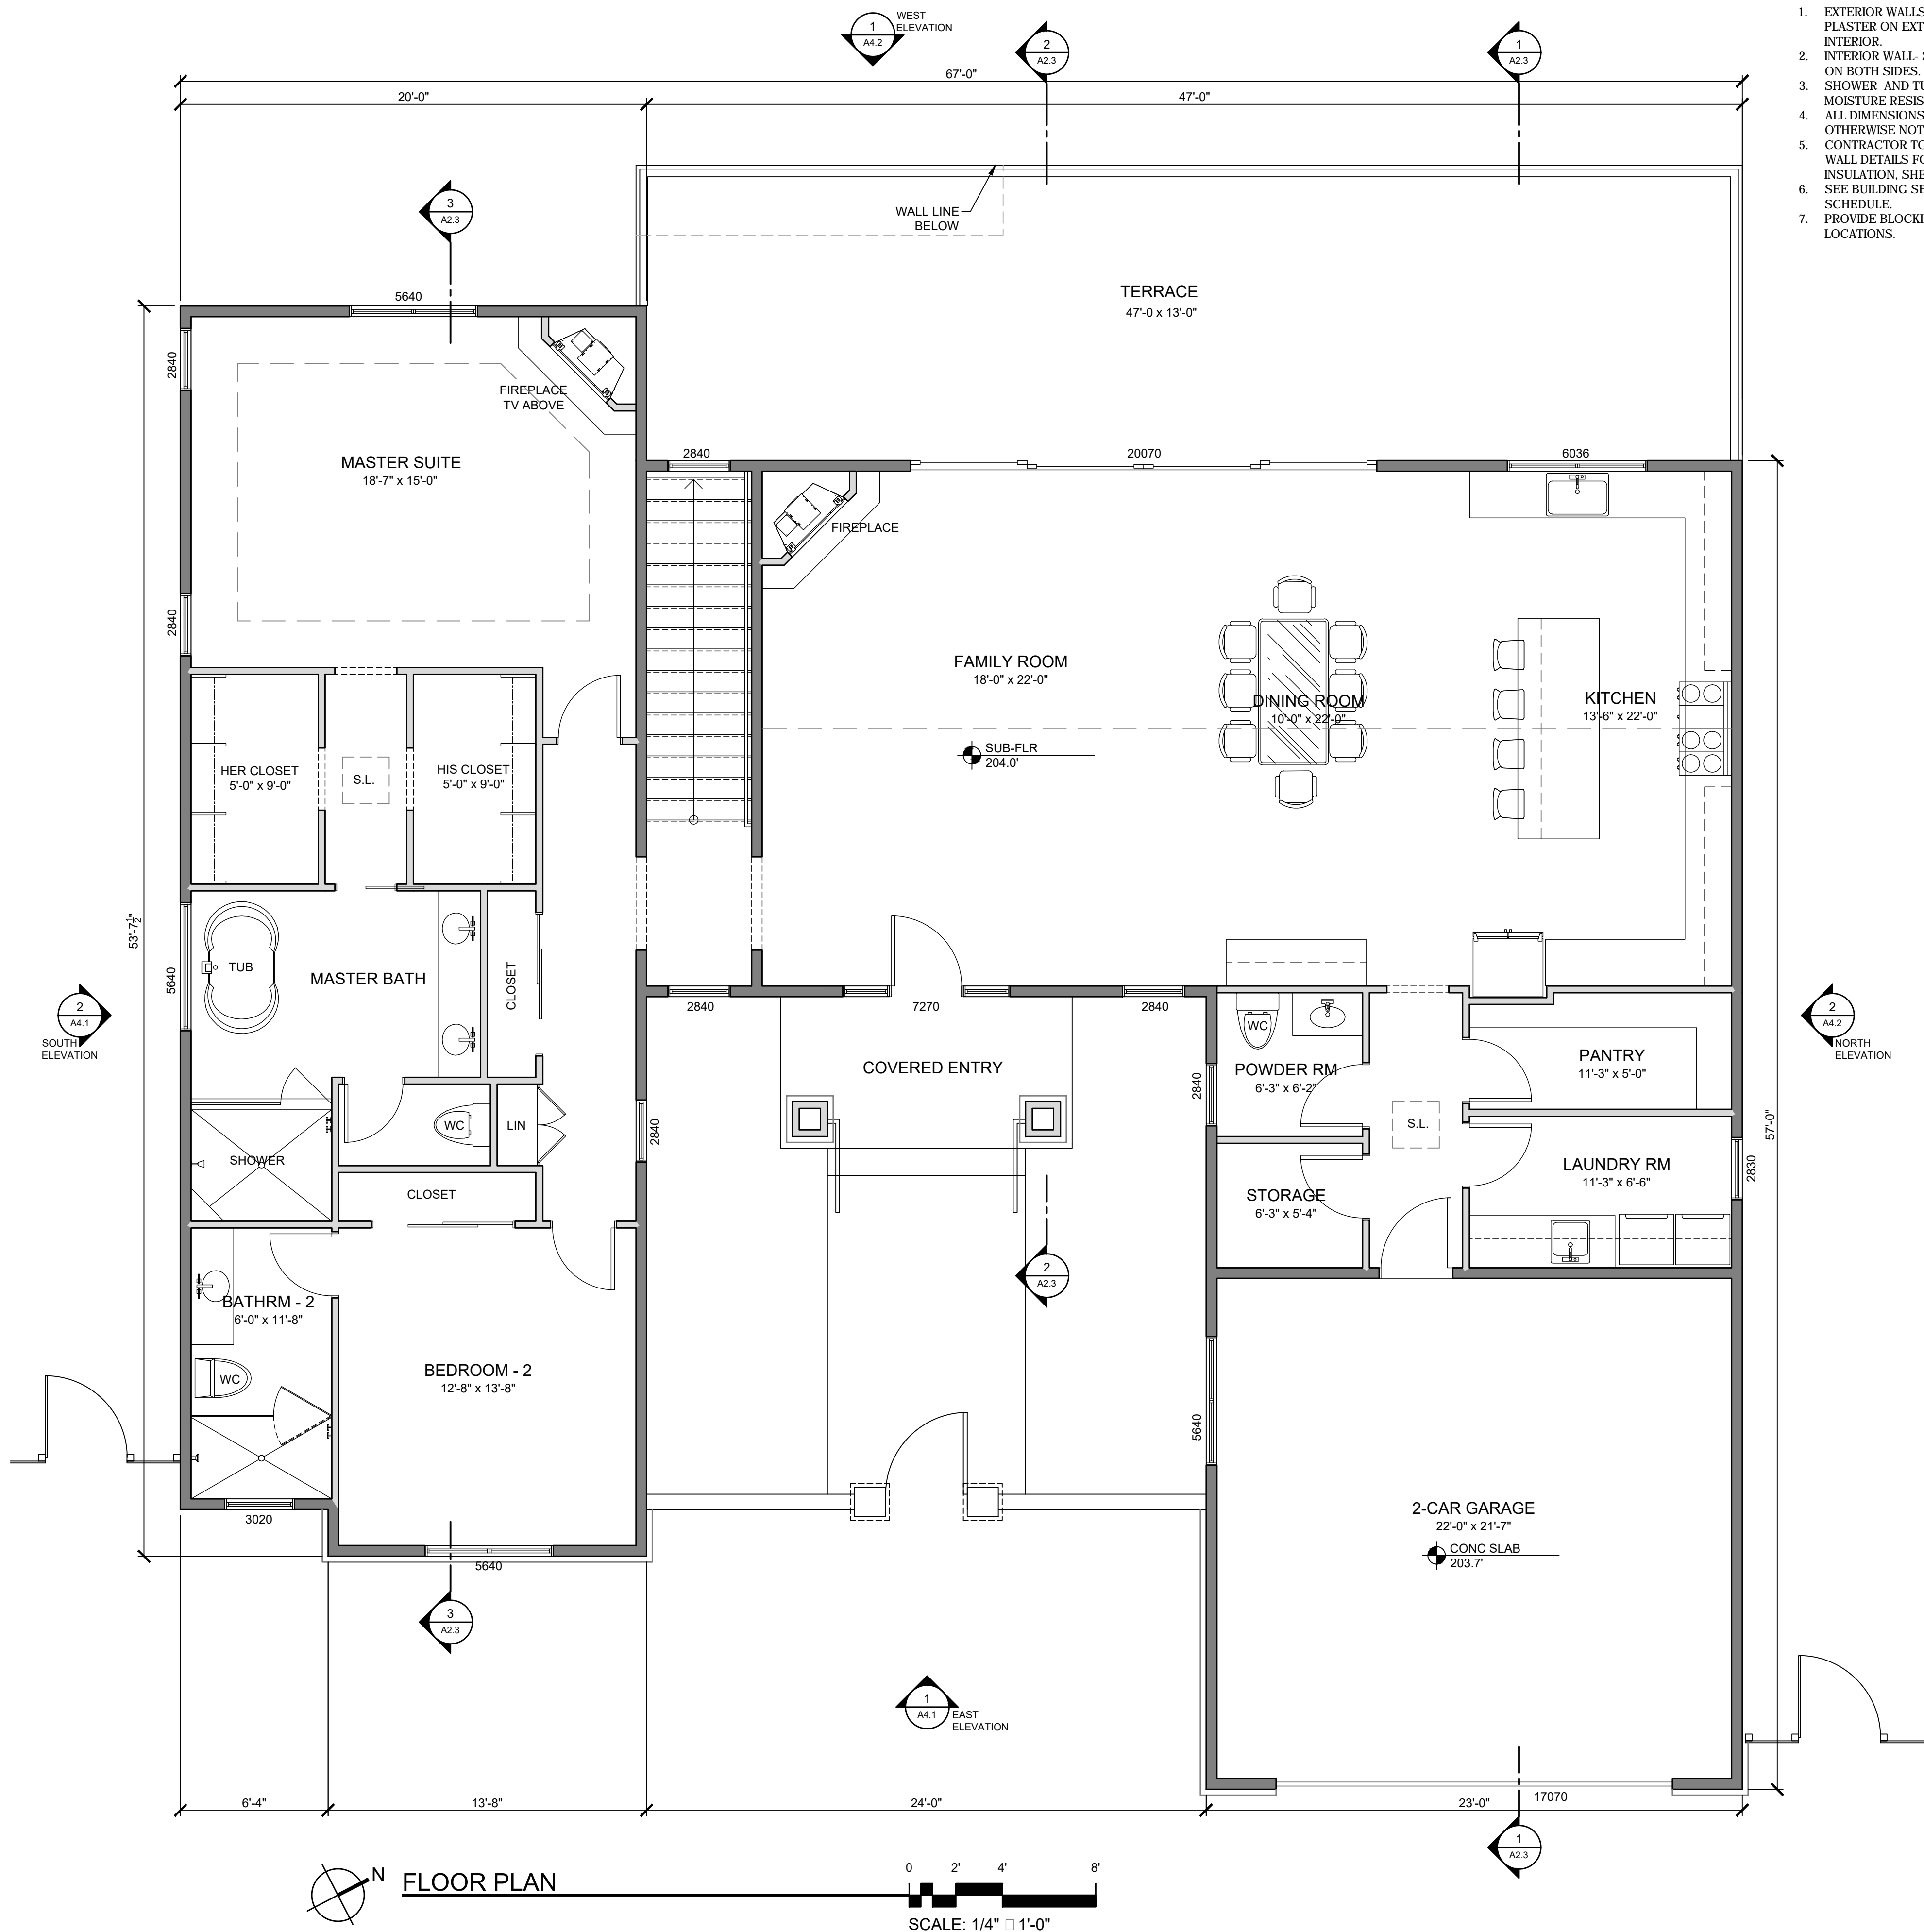 1
A4.2
WEST
ELEVATION
2
A2.3
1
A2.3
67'-0"
20'-0"
47'-0"
1. EXTERIOR WALLS
PLASTER ON EXT
INTERIOR.
2. INTERIOR WALL- 2
ON BOTH SIDES.
3. SHOWER AND TU
MOISTURE RESIS
4. ALL DIMENSIONS
OTHERWISE NOT
5. CONTRACTOR TO
WALL DETAILS FO
INSULATION, SHE
6. SEE BUILDING SE
SCHEDULE.
7. PROVIDE BLOCKI
LOCATIONS.
3
A2.3
WALL LINE
BELOW
TERRACE
47'-0 x 13'-0"
5640
2840
FIREPLACE
TV ABOVE
MASTER SUITE
18'-7" x 15'-0"
2840
2840
20070
6036
FIREPLACE
FAMILY ROOM
18'-0" x 22'-0"
DINING ROOM
10'-0" x 22'-0"
KITCHEN
13'-6" x 22'-0"
SUB-FLR
204.0'
HER CLOSET
5'-0" x 9'-0"
S.L.
HIS CLOSET
5'-0" x 9'-0"
53'-7½"
5640
TUB
MASTER BATH
CLOSET
2
A4.1
SOUTH
ELEVATION
2840
7270
2840
WC
POWDER RM
6'-3" x 6'-2"
PANTRY
11'-3" x 5'-0"
2
A4.2
NORTH
ELEVATION
COVERED ENTRY
2840
2840
S.L.
57'-0"
WC
LIN
SHOWER
CLOSET
STORAGE
6'-3" x 5'-4"
LAUNDRY RM
11'-3" x 6'-6"
2830
2
A2.3
BATHRM - 2
6'-0" x 11'-8"
WC
BEDROOM - 2
12'-8" x 13'-8"
5640
3020
5640
2-CAR GARAGE
22'-0" x 21'-7"
CONC SLAB
203.7'
3
A2.3
1
A4.1
EAST
ELEVATION
6'-4"
13'-8"
24'-0"
23'-0"
17070
1
A2.3
N
FLOOR PLAN
0 2' 4' 8'
SCALE: 1/4" □ 1'-0"